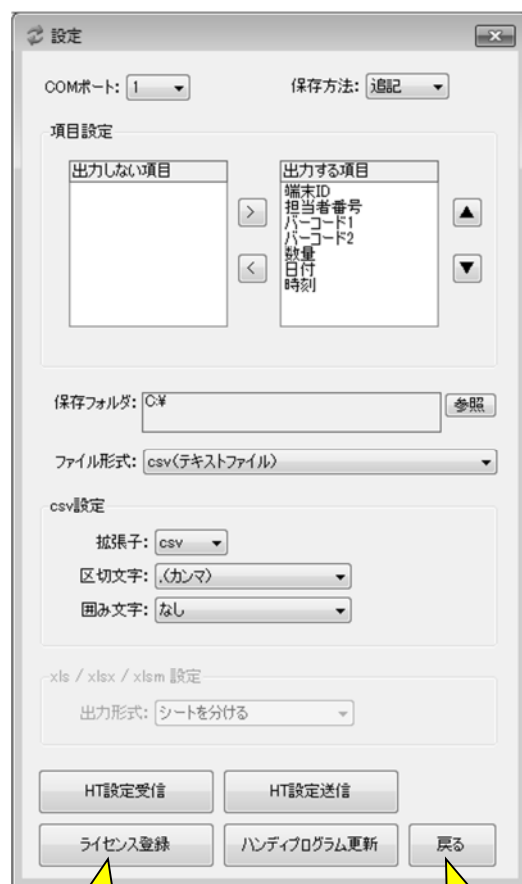 設定
COMポート: 1 保存方法: 追記
項目設定
出力しない項目 出力する項目
端末ID
担当者番号
バーコード1
> バーコード2 ▲
数量
< 日付 ▼
時刻
保存フォルダ: C:¥ 参照
ファイル形式: csv(テキストファイル)
csv設定
拡張子: csv
区切文字: ,(カンマ)
囲み文字: なし
xls / xlsx / xlsm 設定
出力形式: シートを分ける
HT設定受信 HT設定送信
ライセンス登録 ハンディプログラム更新 戻る